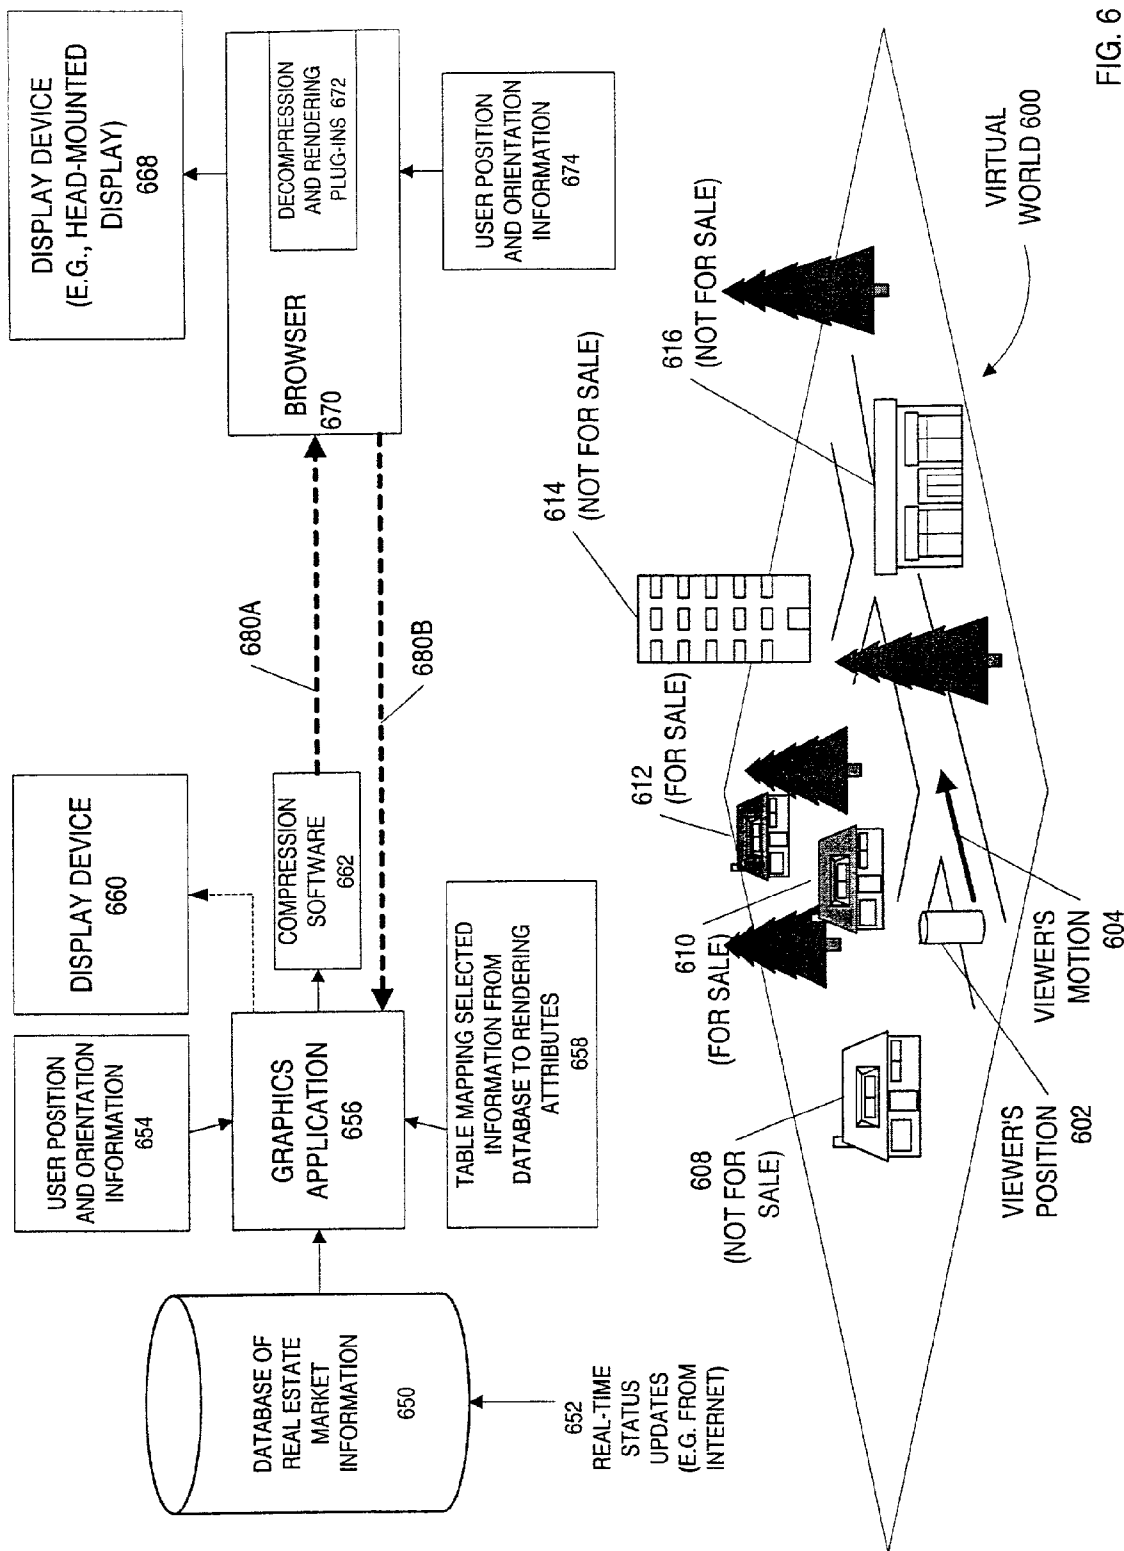 DATABASE OF
REAL ESTATE
MARKET
INFORMATION
650
652
REAL-TIME
STATUS
UPDATES
(E.G. FROM
INTERNET)
USER POSITION
AND ORIENTATION
INFORMATION
654
GRAPHICS
APPLICATION
656
TABLE MAPPING SELECTED
INFORMATION FROM
DATABASE TO RENDERING
ATTRIBUTES
658
DISPLAY DEVICE
660
COMPRESSION
SOFTWARE
662
680A
680B
DISPLAY DEVICE
(E.G., HEAD-MOUNTED
DISPLAY)
668
BROWSER
670
DECOMPRESSION
AND RENDERING
PLUG-INS 672
USER POSITION
AND ORIENTATION
INFORMATION
674
608
(NOT FOR
SALE)
610
(FOR SALE)
612
(FOR SALE)
614
(NOT FOR SALE)
616
(NOT FOR SALE)
VIEWER'S
POSITION
602
VIEWER'S
MOTION
604
VIRTUAL
WORLD 600
FIG. 6